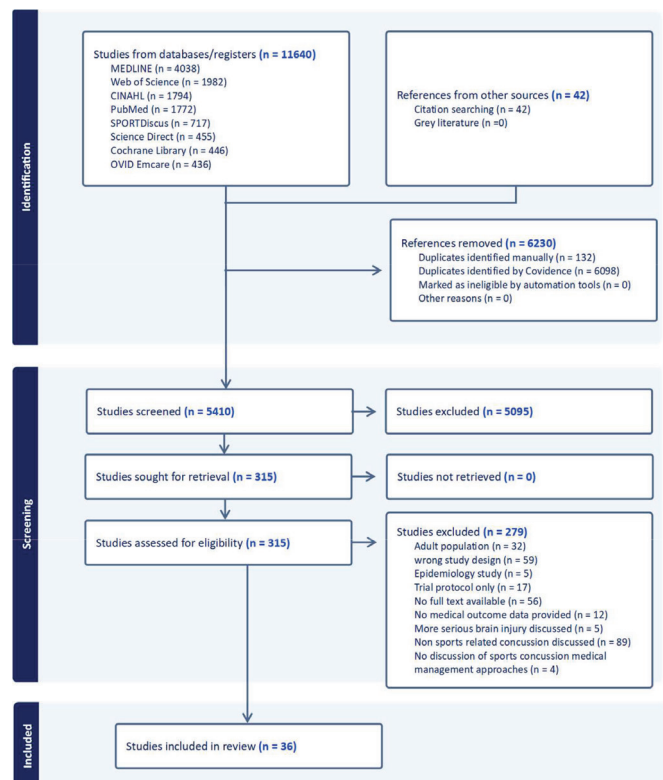 Identification
Studies from databases/registers (n = 11640)
MEDLINE (n = 4038)
Web of Science (n = 1982)
CINAHL (n = 1794)
PubMed (n = 1772)
SPORTDiscus (n = 717)
Science Direct (n = 455)
Cochrane Library (n = 446)
OVID Emcare (n = 436)
References from other sources (n = 42)
Citation searching (n = 42)
Grey literature (n =0)
References removed (n = 6230)
Duplicates identified manually (n = 132)
Duplicates identified by Covidence (n = 6098)
Marked as ineligible by automation tools (n = 0)
Other reasons (n = 0)
Screening
Studies screened (n = 5410)
Studies excluded (n = 5095)
Studies sought for retrieval (n = 315)
Studies not retrieved (n = 0)
Studies assessed for eligibility (n = 315)
Studies excluded (n = 279)
Adult population (n = 32)
wrong study design (n = 59)
Epidemiology study (n = 5)
Trial protocol only (n = 17)
No full text available (n = 56)
No medical outcome data provided (n = 12)
More serious brain injury discussed (n = 5)
Non sports related concussion discussed (n = 89)
No discussion of sports concussion medical
management approaches (n = 4)
Included
Studies included in review (n = 36)